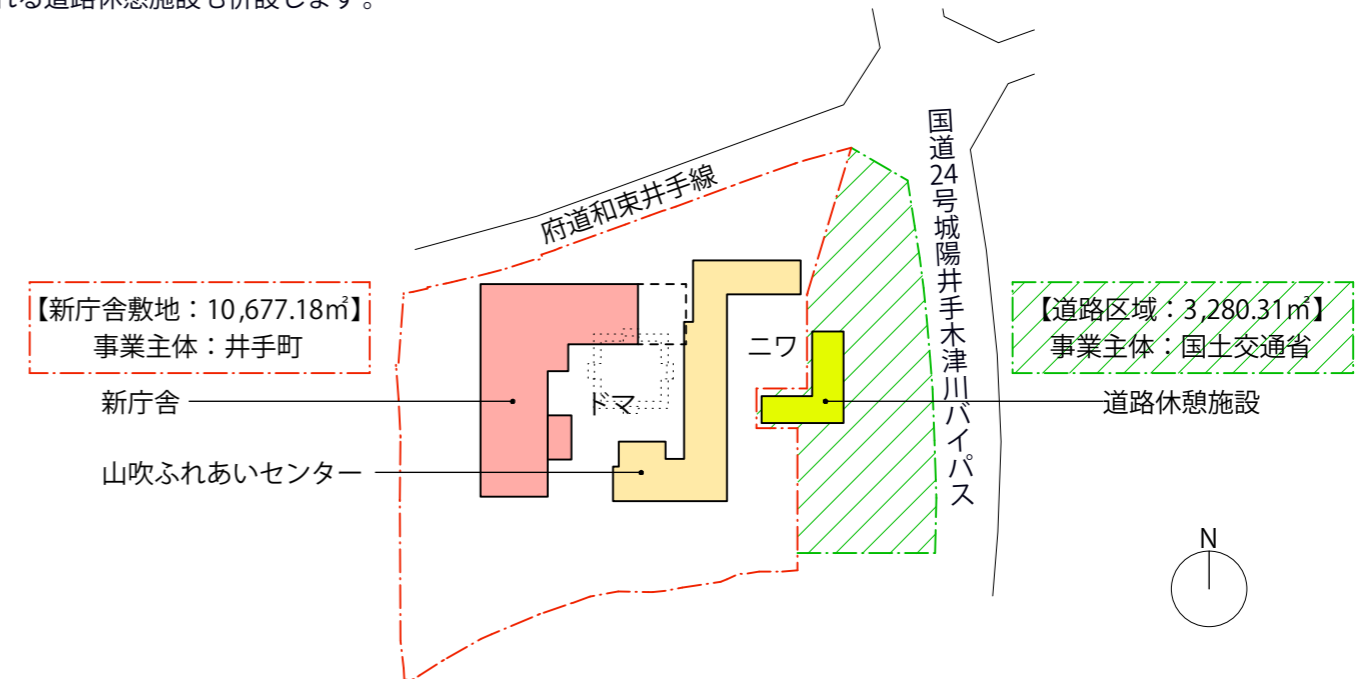 れる道路休憩施設も併設します。
府道和束井手線
国道24号城陽井手木津川バイパス
【新庁舎敷地：10,677.18㎡】
事業主体：井手町
【道路区域：3,280.31㎡】
事業主体：国土交通省
ニワ
新庁舎
ドマ
道路休憩施設
山吹ふれあいセンター
N